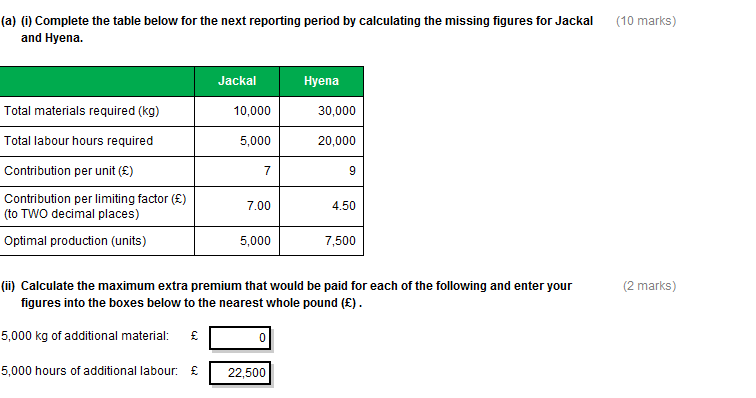 (a) (i) Complete the table below for the next reporting period by calculating the missing figures for Jackal (10 marks)
and Hyena.
Jackal Hyena
Total materials required (kg) 10,000 30,000
Total labour hours required 5,000 20,000
Contribution per unit (£) 7 9
Contribution per limiting factor (£)
(to TWO decimal places) 7.00 4.50
Optimal production (units) 5,000 7,500
(ii) Calculate the maximum extra premium that would be paid for each of the following and enter your (2 marks)
figures into the boxes below to the nearest whole pound (£) .
5,000 kg of additional material: £ 0
5,000 hours of additional labour: £ 22,500